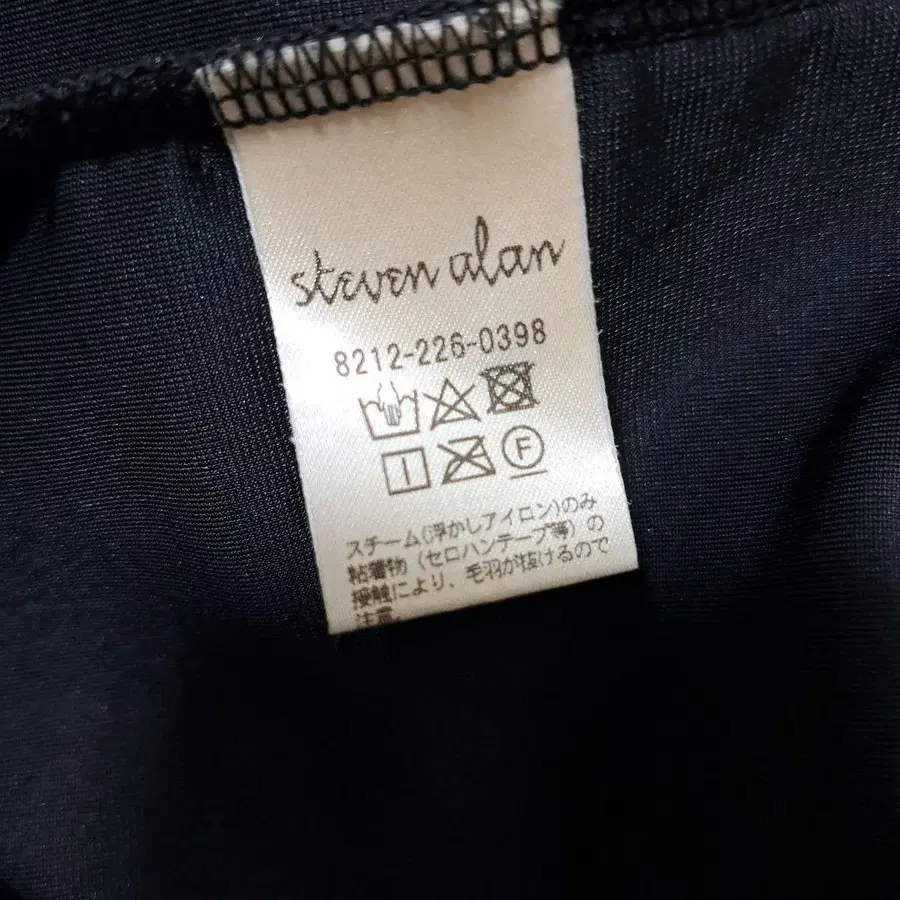 steven alan
8212-226-0398
F
スチーム(浮かしアイロン)のみ
粘着物(セロハンテープ等)の
接触により、毛羽が抜けるので
注意.